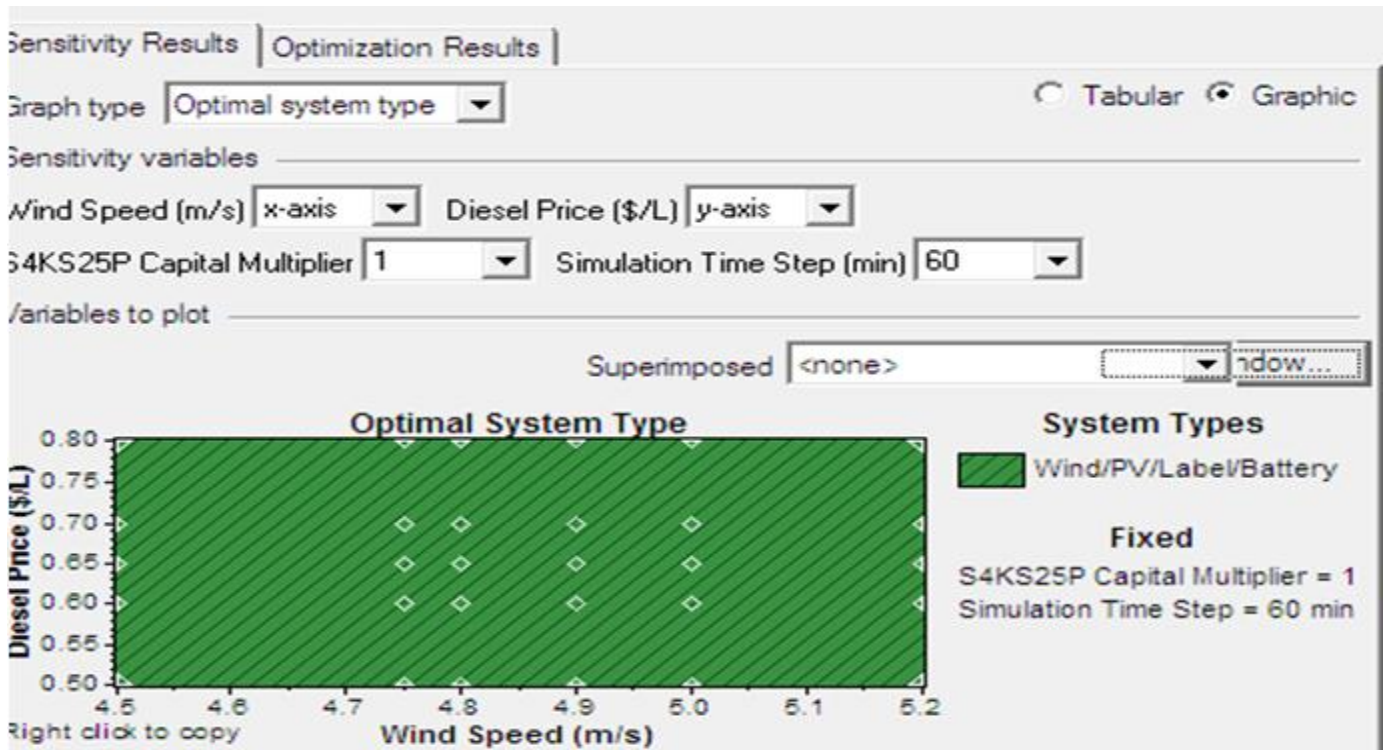 Sensitivity Results Optimization Results
Graph type Optimal system type Tabular Graphic
Sensitivity variables
Wind Speed (m/s) x-axis Diesel Price ($/L) y-axis
S4KS25P Capital Multiplier 1 Simulation Time Step (min) 60
Variables to plot
Superimposed <none> ndow...
Optimal System Type
System Types
Wind/PV/Label/Battery
Fixed
S4KS25P Capital Multiplier = 1
Simulation Time Step = 60 min
Diesel Price ($/L)
0.80
0.75
0.70
0.65
0.60
0.55
0.50
4.5 4.6 4.7 4.8 4.9 5.0 5.1 5.2
Right click to copy
Wind Speed (m/s)